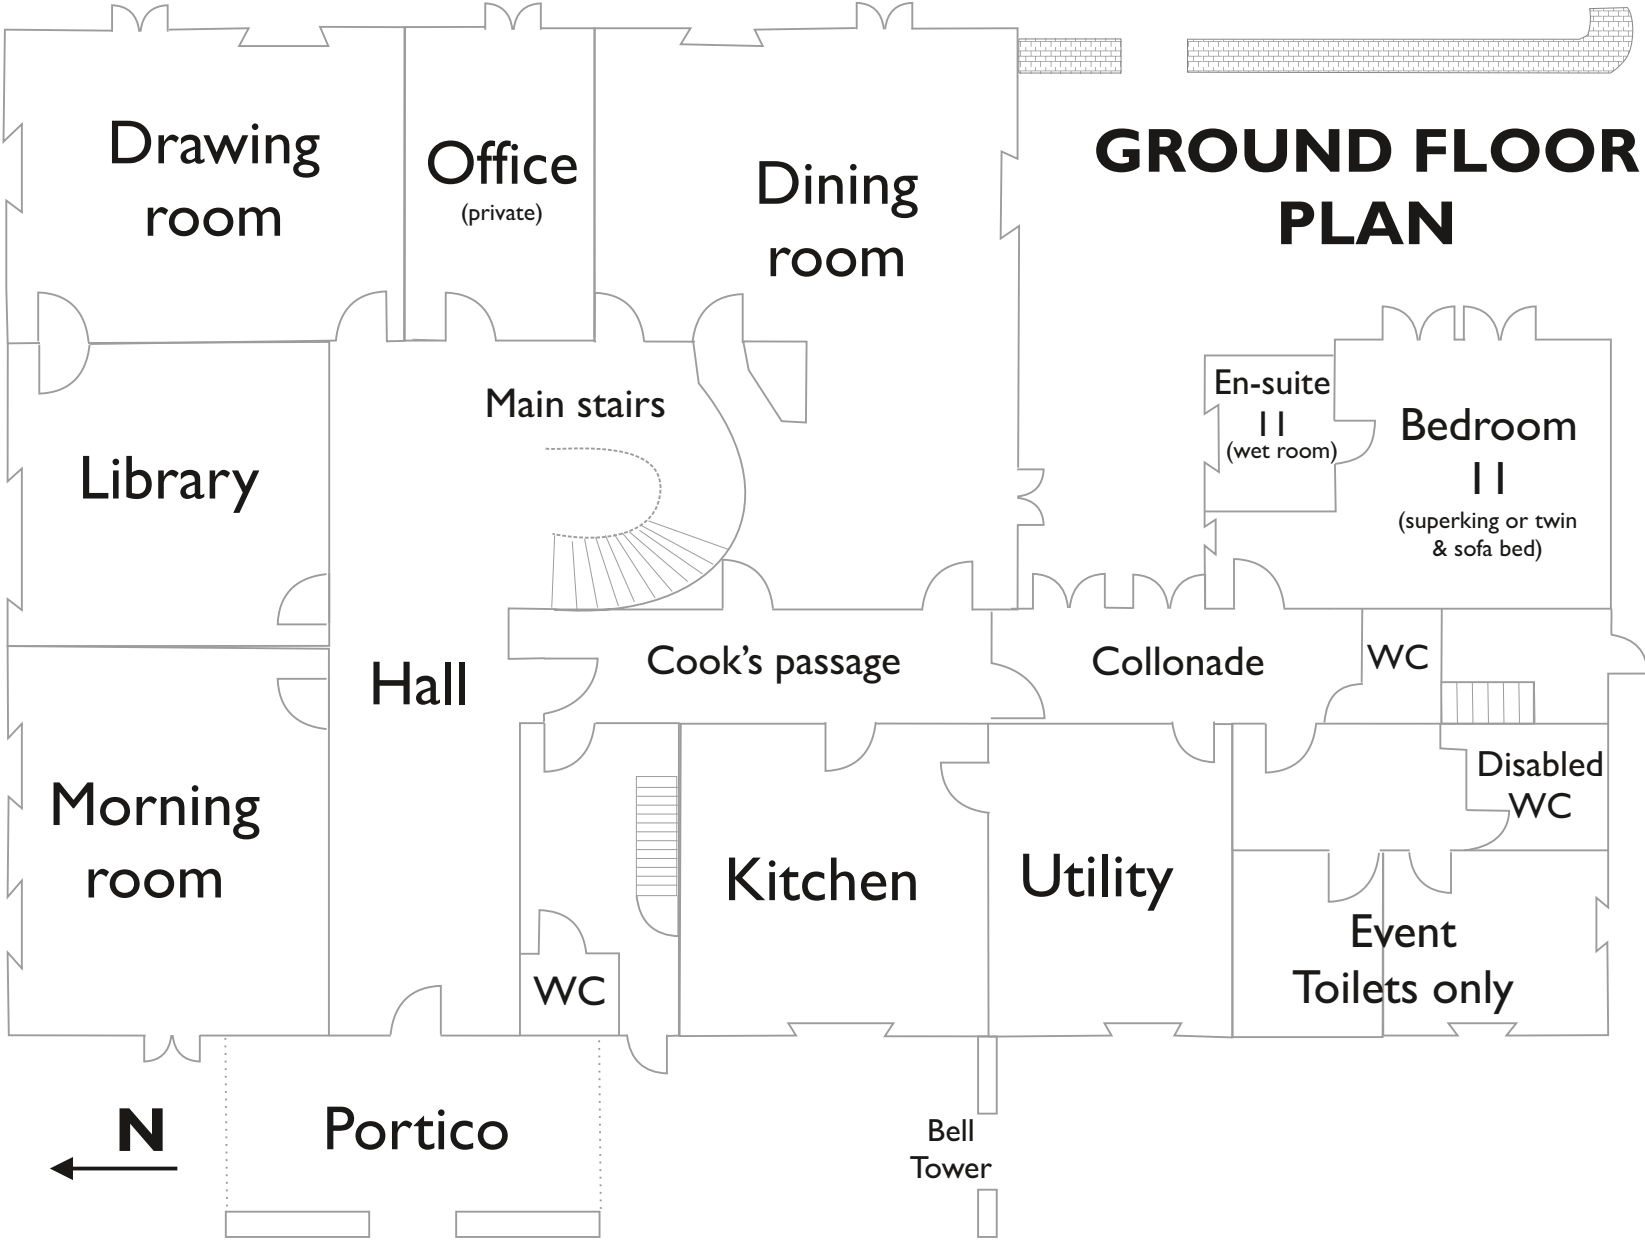 GROUND FLOOR
PLAN
Drawing
room
Office
(private)
Dining
room
En-suite
11
(wet room)
Bedroom
11
(superking or twin
& sofa bed)
Main stairs
Library
Hall
Cook’s passage
Collonade
WC
Morning
room
Kitchen
Utility
Disabled
WC
Event
Toilets only
WC
N
Portico
Bell
Tower